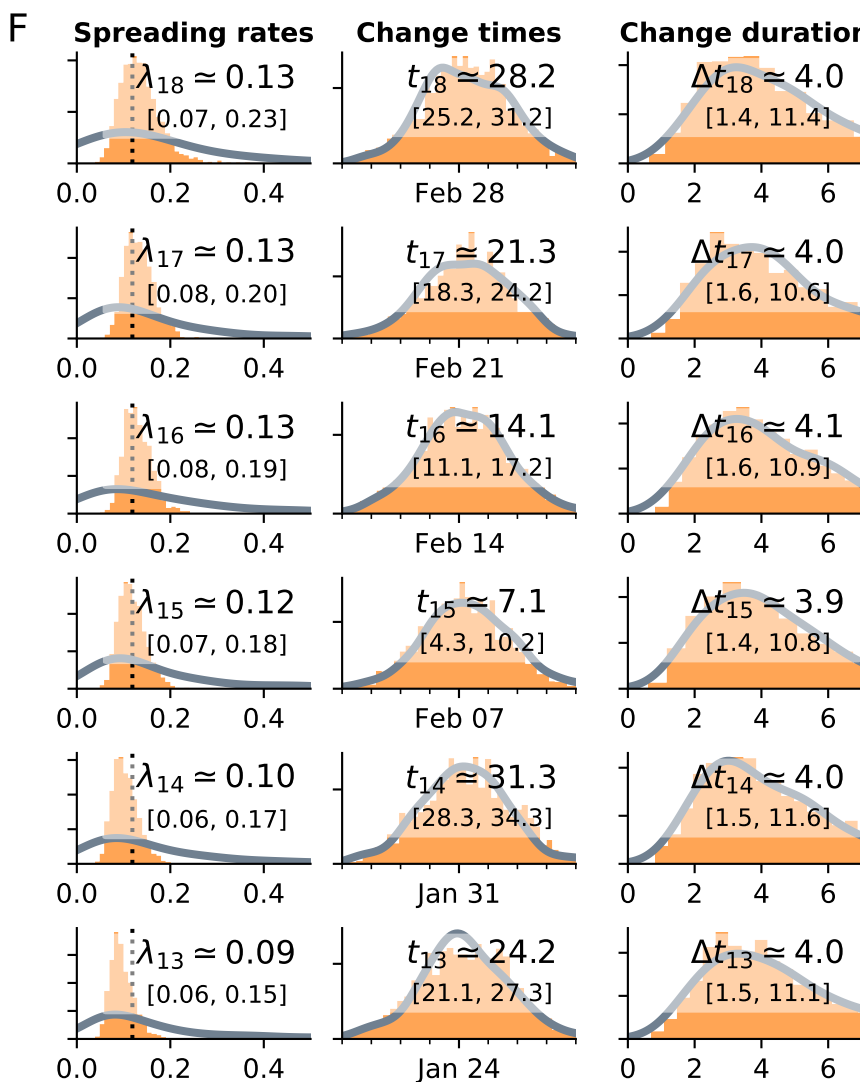 F
Spreading rates Change times Change duration
λ18 ≃ 0.13 t18 ≃ 28.2 Δt18 ≃ 4.0
[0.07, 0.23] [25.2, 31.2] [1.4, 11.4]
0.0 0.2 0.4 Feb 28 0 2 4 6
λ17 ≃ 0.13 t17 ≃ 21.3 Δt17 ≃ 4.0
[0.08, 0.20] [18.3, 24.2] [1.6, 10.6]
0.0 0.2 0.4 Feb 21 0 2 4 6
λ16 ≃ 0.13 t16 ≃ 14.1 Δt16 ≃ 4.1
[0.08, 0.19] [11.1, 17.2] [1.6, 10.9]
0.0 0.2 0.4 Feb 14 0 2 4 6
λ15 ≃ 0.12 t15 ≃ 7.1 Δt15 ≃ 3.9
[0.07, 0.18] [4.3, 10.2] [1.4, 10.8]
0.0 0.2 0.4 Feb 07 0 2 4 6
λ14 ≃ 0.10 t14 ≃ 31.3 Δt14 ≃ 4.0
[0.06, 0.17] [28.3, 34.3] [1.5, 11.6]
0.0 0.2 0.4 Jan 31 0 2 4 6
λ13 ≃ 0.09 t13 ≃ 24.2 Δt13 ≃ 4.0
[0.06, 0.15] [21.1, 27.3] [1.5, 11.1]
0.0 0.2 0.4 Jan 24 0 2 4 6